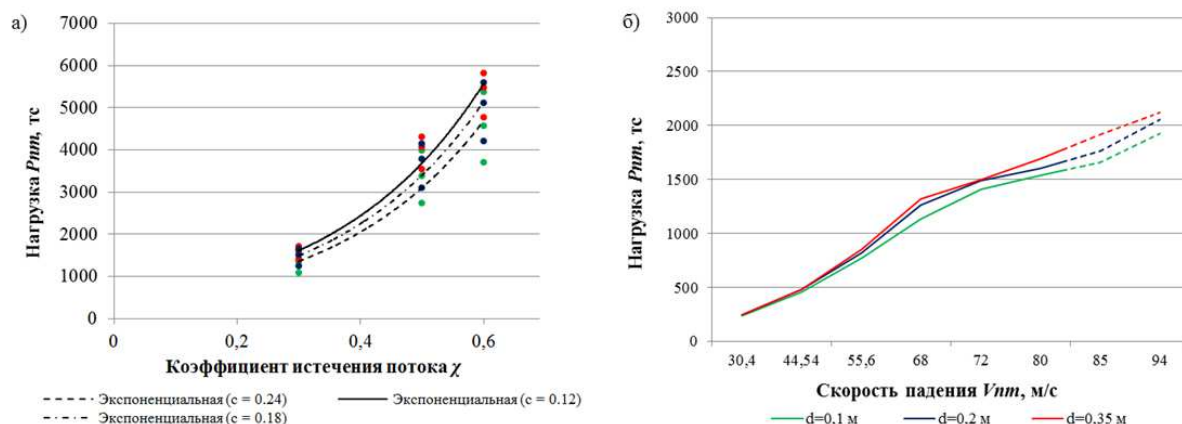 а)
7000
6000
5000
4000
3000
2000
1000
0
Нагрузка Pnm, тс
0
0,2
0,4
0,6
Коэффициент истечения потока χ
Экспоненциальная (c = 0.24)
Экспоненциальная (c = 0.12)
Экспоненциальная (c = 0.18)
б)
3000
2500
2000
1500
1000
500
0
Нагрузка Pnm, тс
30,4
44,54
55,6
68
72
80
85
94
Скорость падения Vnm, м/с
d=0,1 м
d=0,2 м
d=0,35 м